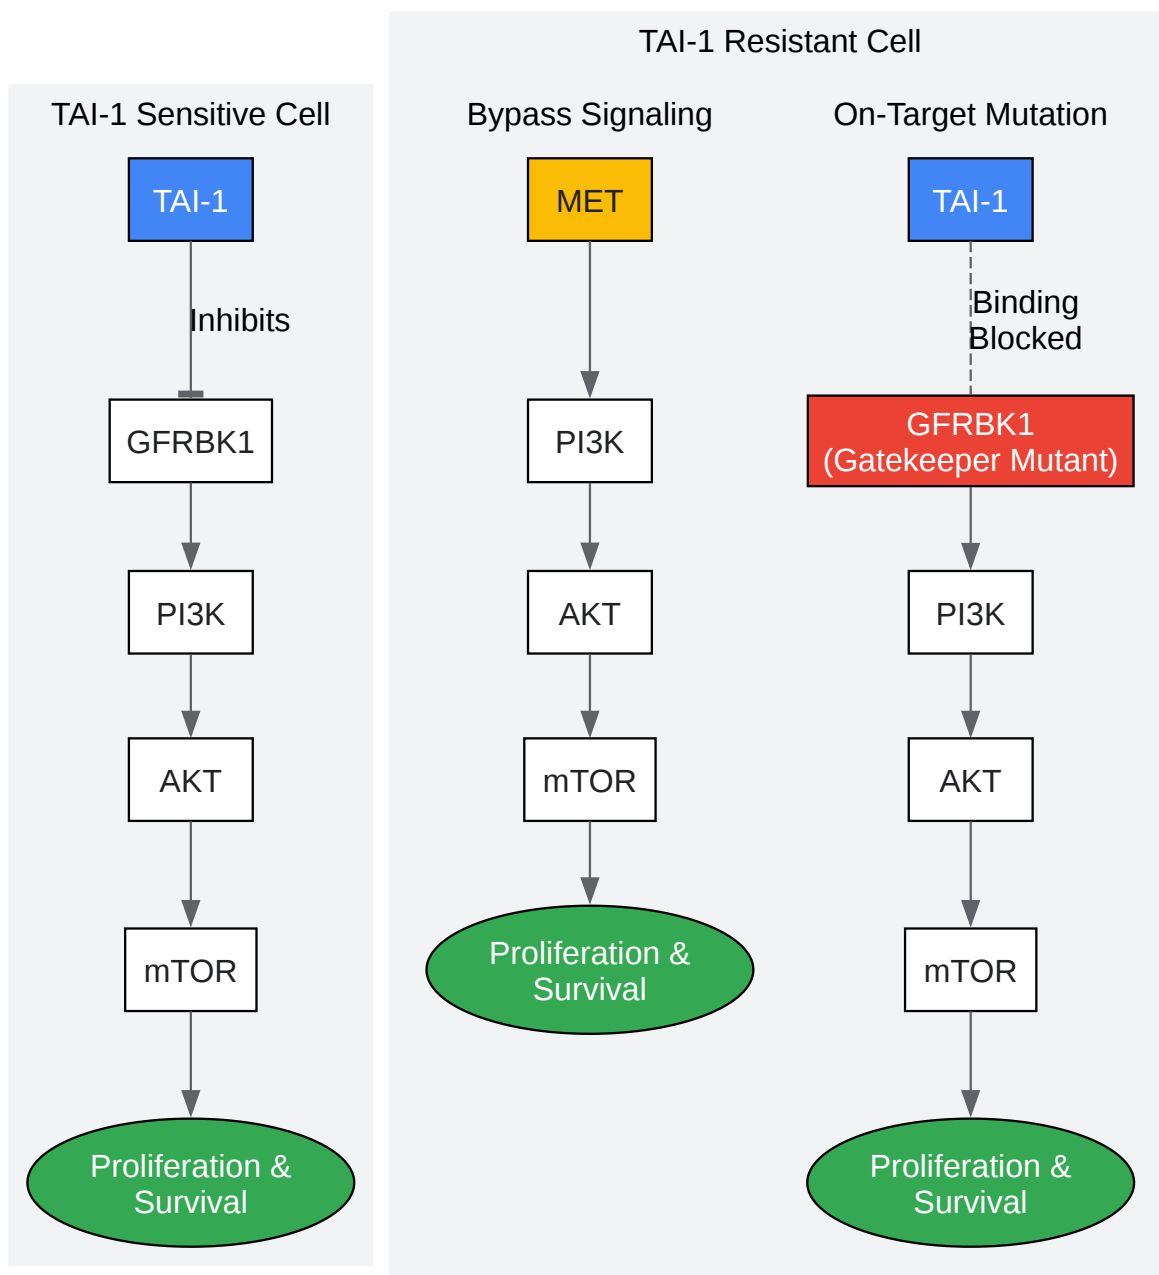 TAI-1 Sensitive Cell
TAI-1
Inhibits
GFRBK1
PI3K
AKT
mTOR
Proliferation &
Survival
TAI-1 Resistant Cell
Bypass Signaling
MET
PI3K
AKT
mTOR
Proliferation &
Survival
On-Target Mutation
TAI-1
Binding
Blocked
GFRBK1
(Gatekeeper Mutant)
PI3K
AKT
mTOR
Proliferation &
Survival